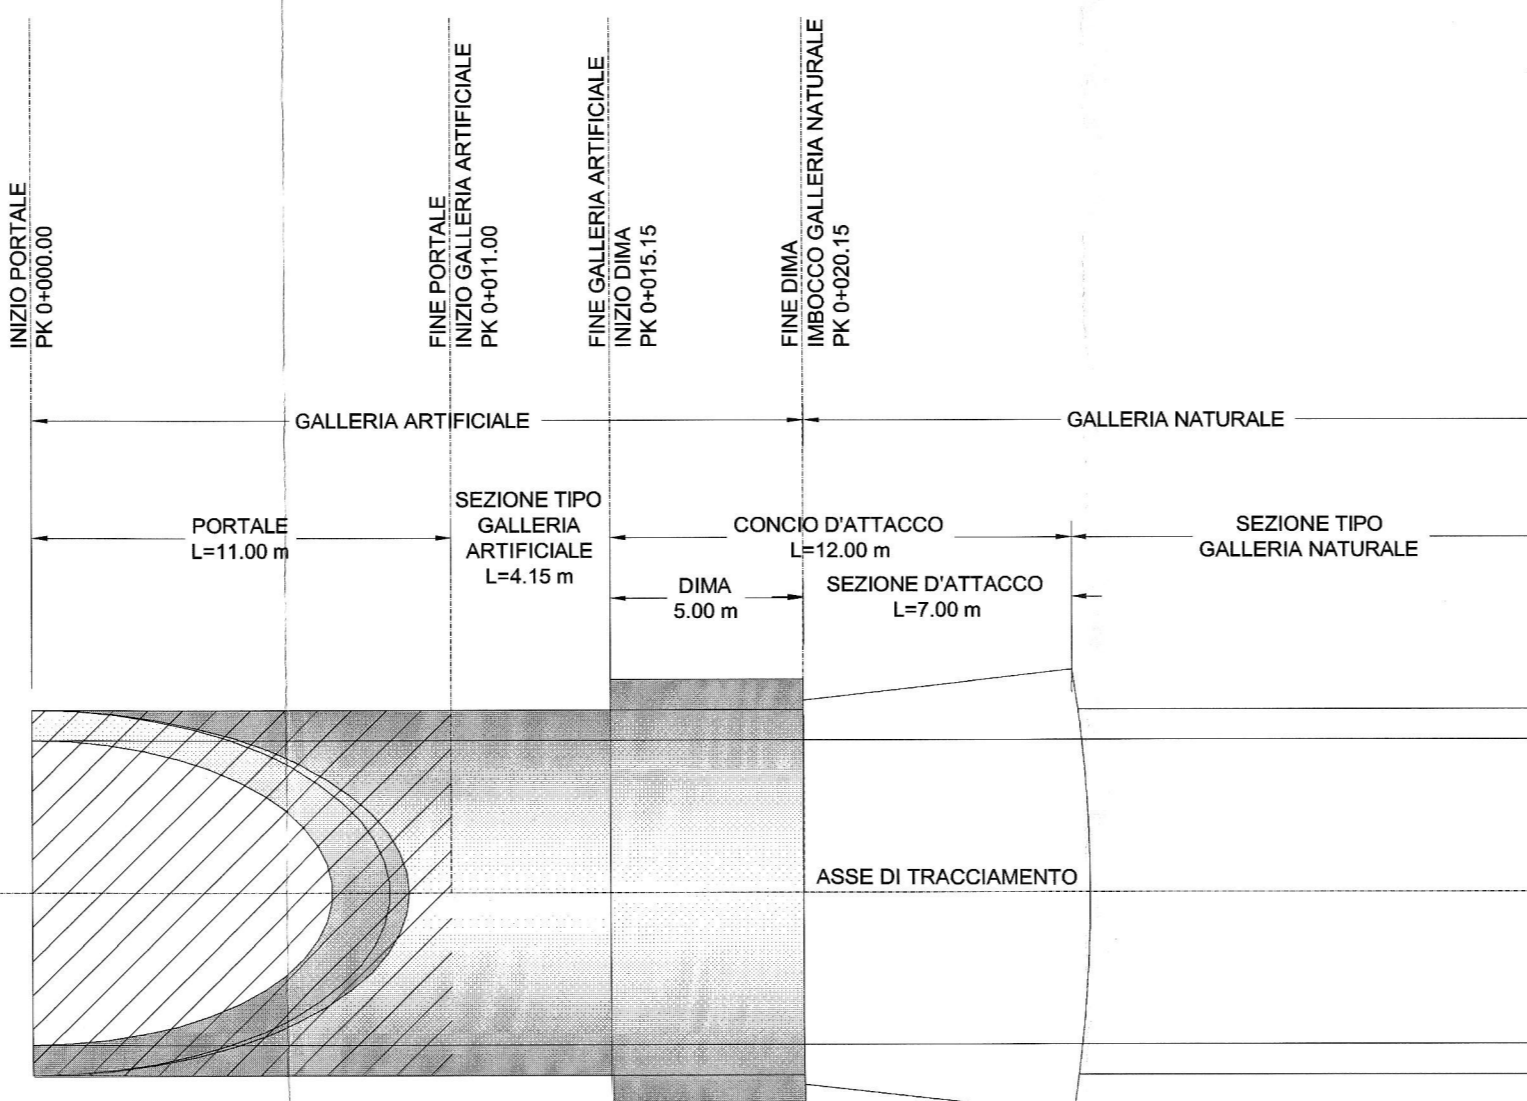 INIZIO PORTALE
PK 0+000.00
FINE PORTALE
INIZIO GALLERIA ARTIFICIALE
PK 0+011.00
FINE GALLERIA ARTIFICIALE
INIZIO DIMA
PK 0+015.15
FINE DIMA
IMBOCCO GALLERIA NATURALE
PK 0+020.15
GALLERIA ARTIFICIALE
GALLERIA NATURALE
PORTALE
L=11.00 m
SEZIONE TIPO
GALLERIA
ARTIFICIALE
L=4.15 m
CONCIO D'ATTACCO
L=12.00 m
SEZIONE TIPO
GALLERIA NATURALE
DIMA
5.00 m
SEZIONE D'ATTACCO
L=7.00 m
ASSE DI TRACCIAMENTO